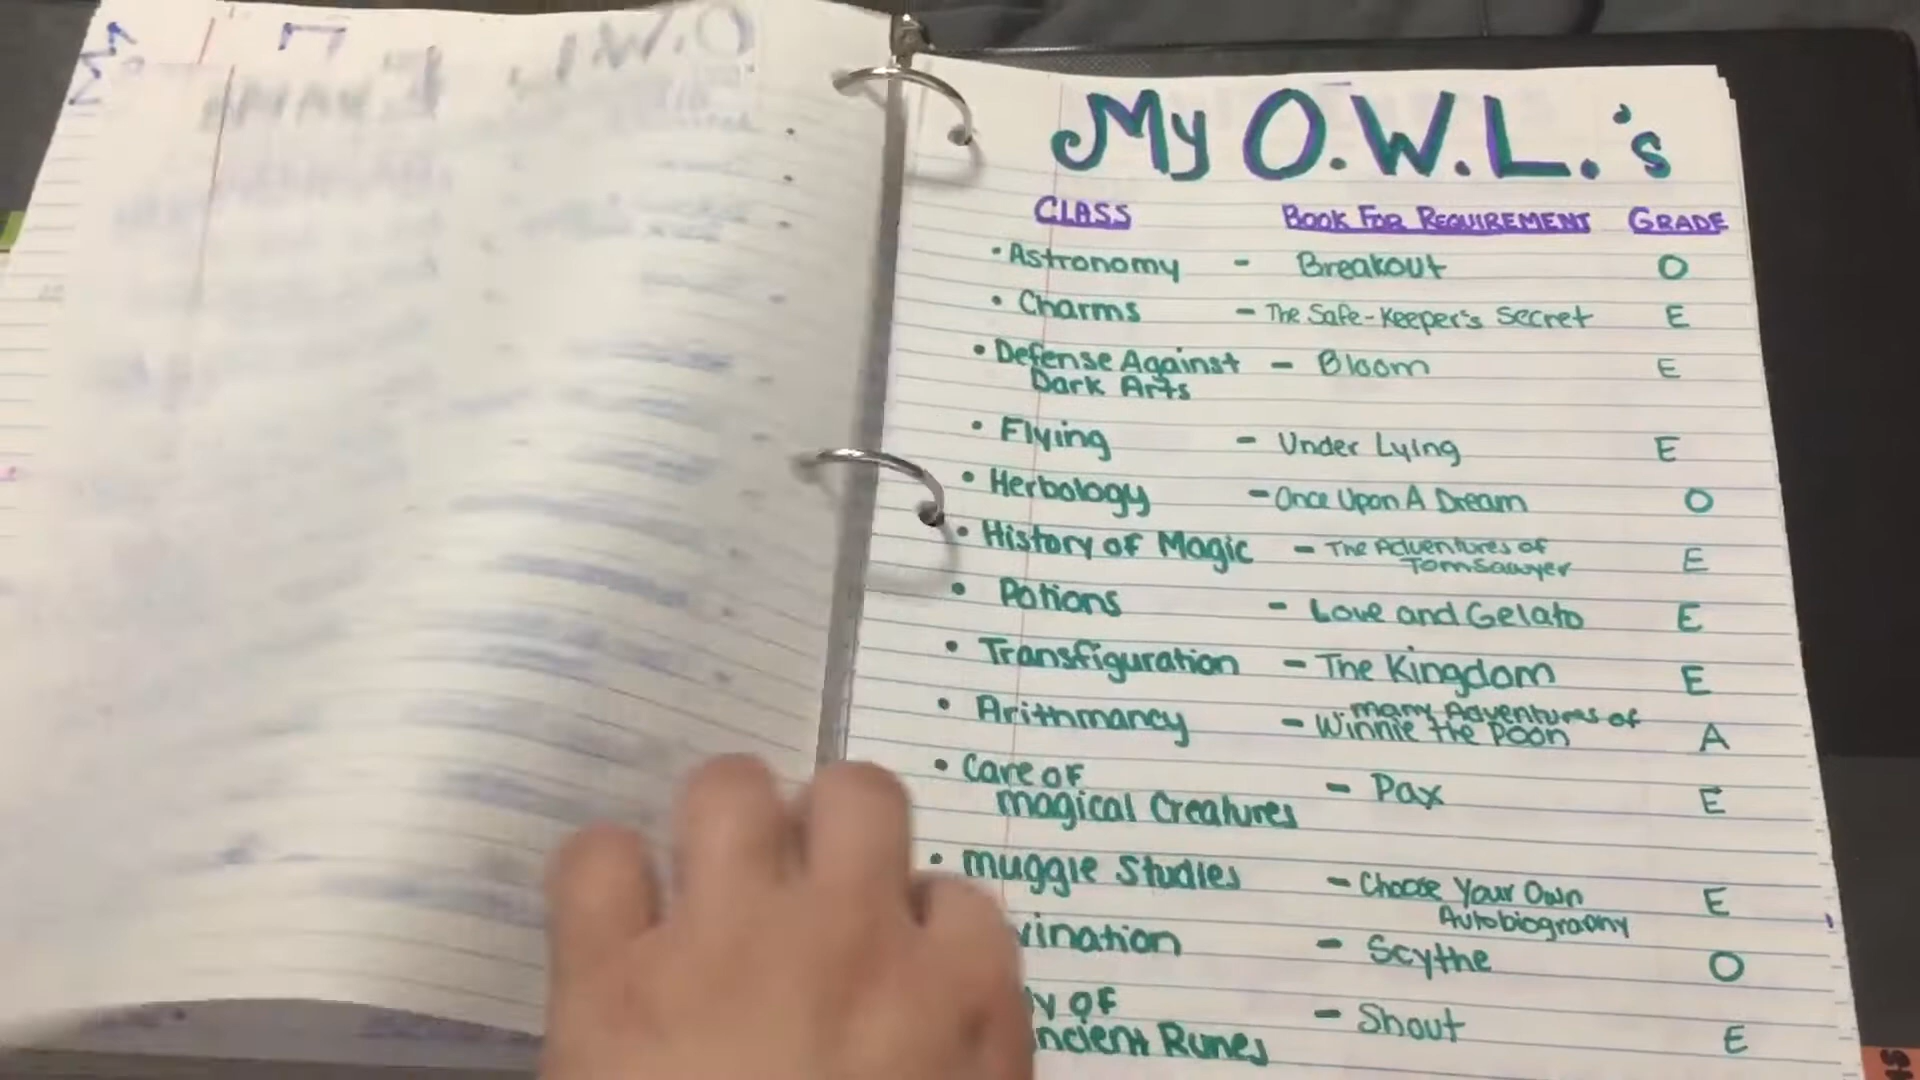 My O.W.L.'s
CLASS BOOK FOR REQUIREMENT GRADE
• Astronomy - Breakout O
• Charms - The Safe-Keeper's Secret E
• Defense Against - Bloom E
Dark Arts
• Flying - Under Lying E
• Herbology - Once Upon A Dream O
• History of Magic - The Adventures of
Tom Sawyer E
• Potions - Love and Gelato E
• Transfiguration - The Kingdom E
• Arithmancy - many Adventures of
Winnie the Pooh A
• Care of
magical Creatures - Pax E
• muggle Studies - Choose Your Own E
Autobiography
vination - Scythe O
y of - Shout E
ncient Runes